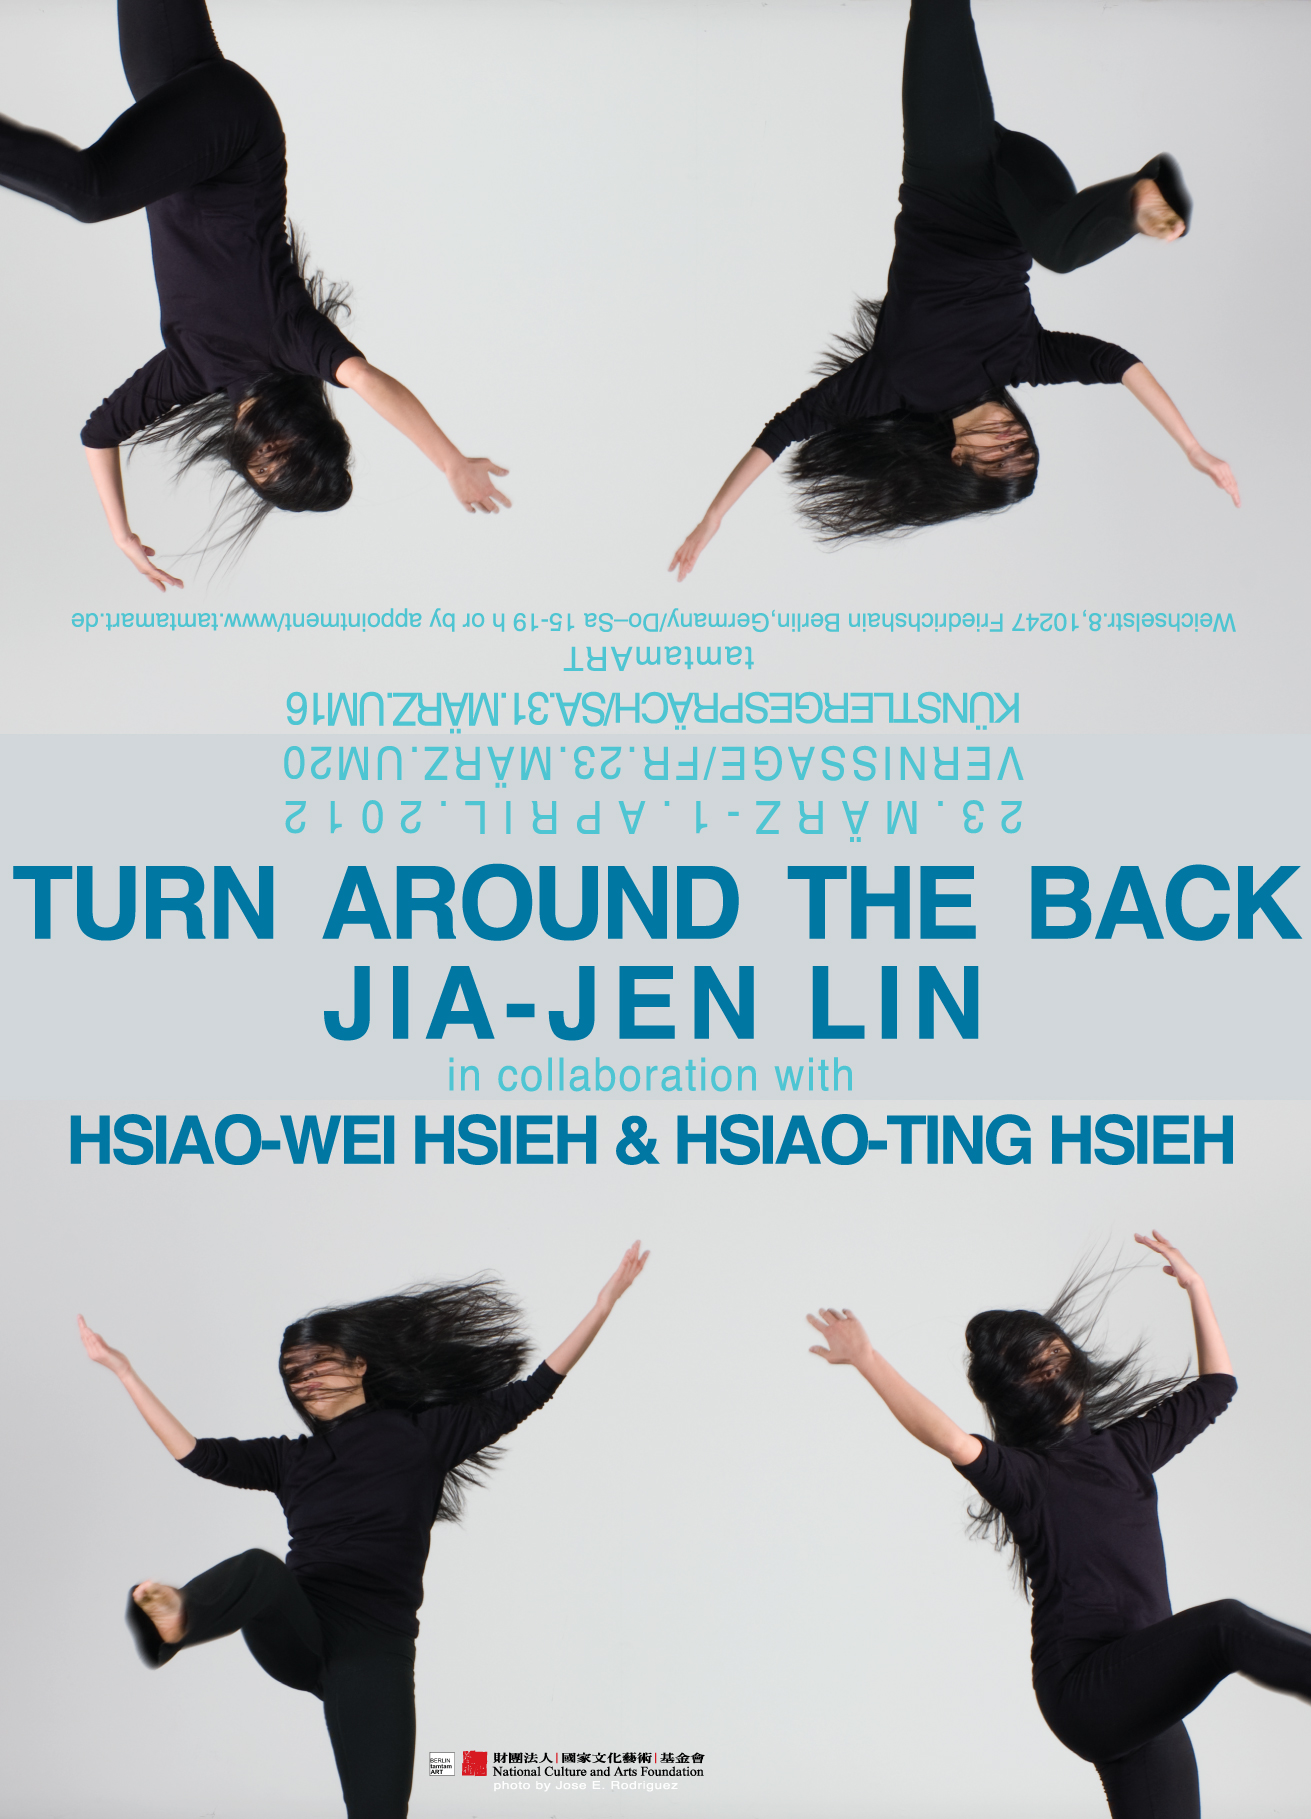 Weichselstr.8,10247 Friedrichshain Berlin,Germany/Do–Sa 15-19 h or by appointment/www.tamtamart.de
tamtamART
KÜNSTLERGESPRÄCH/SA.31.MÄRZ.UM16
VERNISSAGE/FR.23.MÄRZ.UM20
23.MÄRZ-1.APRIL.2012
TURN AROUND THE BACK
JIA-JEN LIN
in collaboration with
HSIAO-WEI HSIEH & HSIAO-TING HSIEH
BERLIN
tamtam
ART
財團法人|國家文化藝術|基金會
National Culture and Arts Foundation
photo by Jose E. Rodriguez